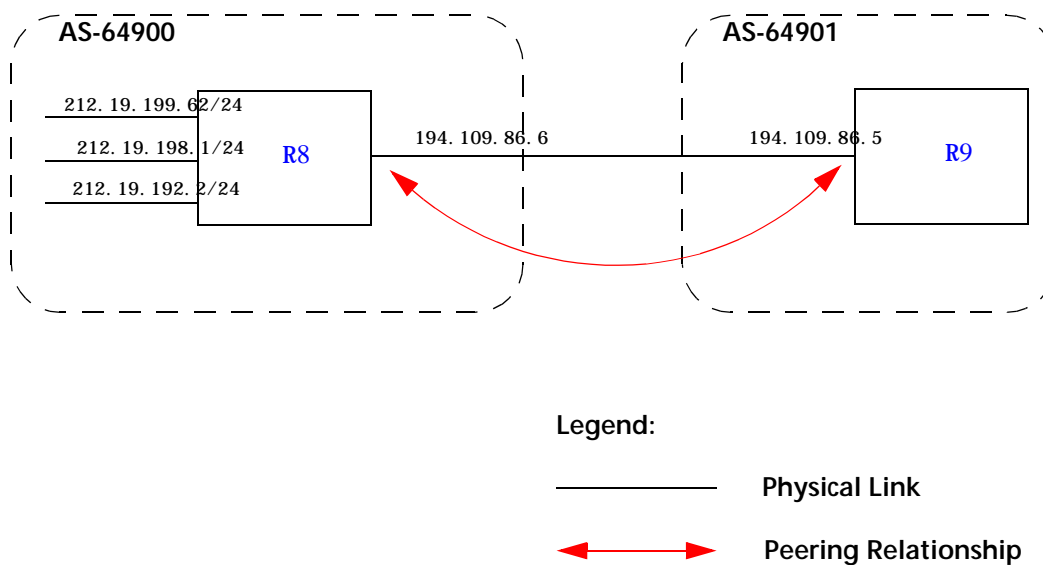 AS-64900
AS-64901
212.19.199.62/24
212.19.198.1/24
212.19.192.2/24
R8
194.109.86.6
194.109.86.5
R9
Legend:
Physical Link
Peering Relationship